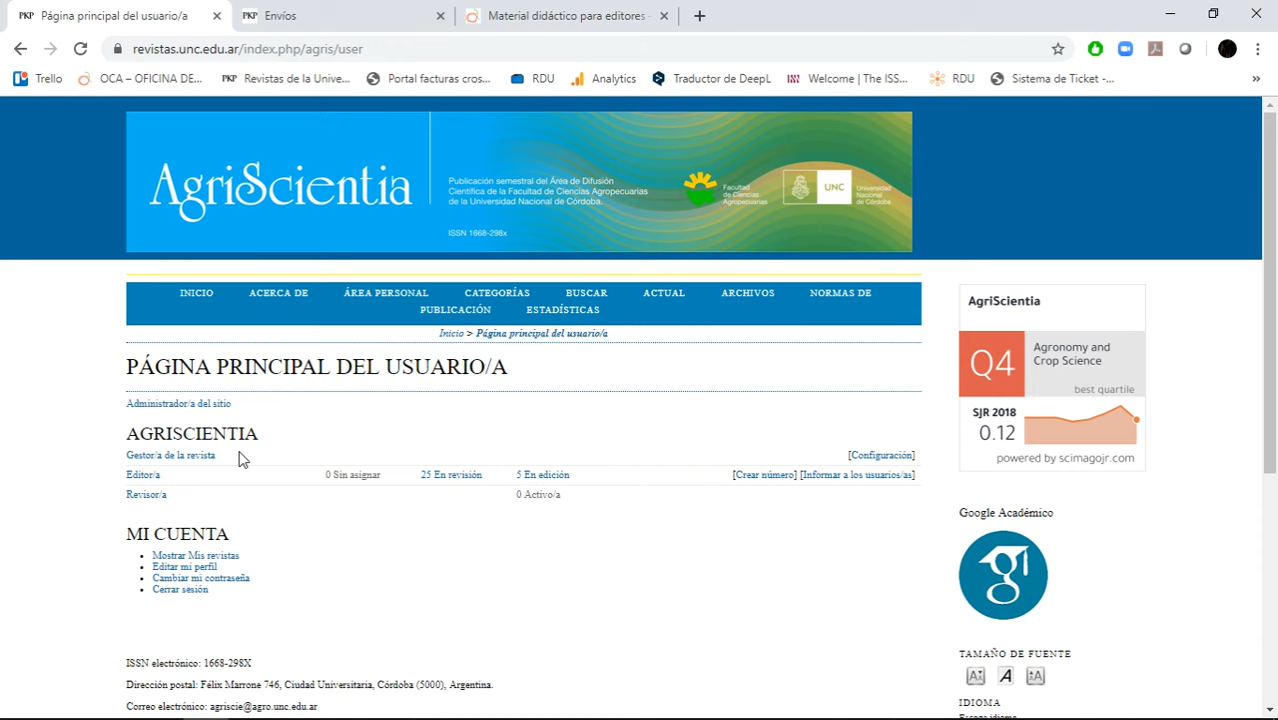 PKP Página principal del usuario/a
PKP Envíos
Material didáctico para editores -
revistas.unc.edu.ar/index.php/agris/user
Trello
OCA – OFICINA DE...
PKP Revistas de la Unive...
Portal facturas cros...
RDU
Analytics
Traductor de DeepL
Welcome | The ISS...
RDU
Sistema de Ticket -...
AgriScientia
Publicación semestral del Área de Difusión
Científica de la Facultad de Ciencias Agropecuarias
de la Universidad Nacional de Córdoba.
ISSN 1668-298x
Facultad
de Ciencias
Agropecuarias
UNC
Universidad
Nacional
de Córdoba
INICIO
ACERCA DE
ÁREA PERSONAL
CATEGORÍAS
BUSCAR
ACTUAL
ARCHIVOS
NORMAS DE
PUBLICACIÓN
ESTADÍSTICAS
Inicio > Página principal del usuario/a
PÁGINA PRINCIPAL DEL USUARIO/A
Administrador/a del sitio
AGRISCIENTIA
Gestor/a de la revista
[Configuración]
Editor/a
0 Sin asignar
25 En revisión
5 En edición
[Crear número] [Informar a los usuarios/as]
Revisor/a
0 Activo/a
MI CUENTA
Mostrar Mis revistas
Editar mi perfil
Cambiar mi contraseña
Cerrar sesión
ISSN electrónico: 1668-298X
Dirección postal: Félix Marrone 746, Ciudad Universitaria, Córdoba (5000), Argentina.
Correo electrónico: agriscie@agro.unc.edu.ar
AgriScientia
Q4
Agronomy and
Crop Science
best quartile
SJR 2018
0.12
powered by scimagojr.com
Google Académico
TAMAÑO DE FUENTE
A
A
A
IDIOMA
Escoge idioma